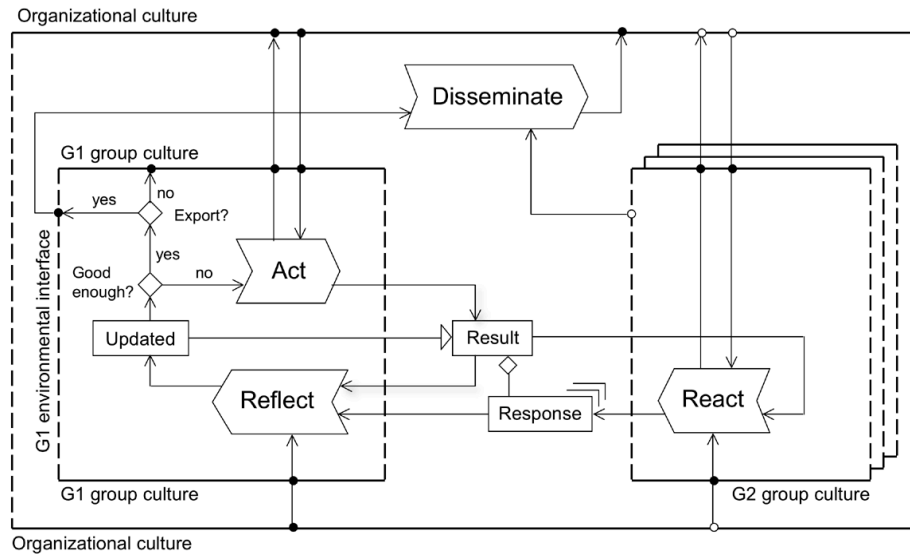 Organizational culture
Disseminate
G1 group culture
no
yes
Export?
G1 environmental interface
yes
Good
enough?
no
Act
Updated
Result
Reflect
Response
React
G1 group culture
G2 group culture
Organizational culture